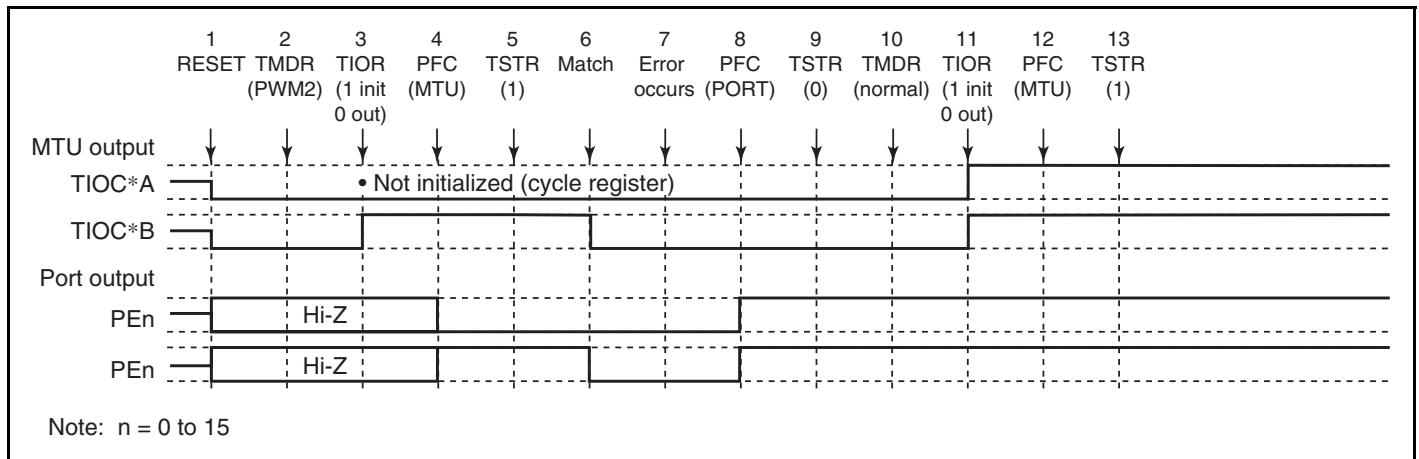 1 2 3 4 5 6 7 8 9 10 11 12 13
RESET TMDR TIOR PFC TSTR Match Error PFC TSTR TMDR TIOR PFC TSTR
(PWM2) (1 init (MTU) (1) occurs (PORT) (0) (normal) (1 init (MTU) (1)
0 out) 0 out)
MTU output
TIOC*A • Not initialized (cycle register)
TIOC*B
Port output
PEn Hi-Z
PEn Hi-Z
Note: n = 0 to 15